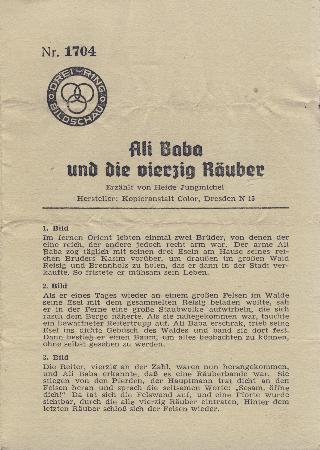 Nr. 1704
DREI-RING
BILDSCHAU
Ali Baba
und die vierzig Räuber
Erzählt von Heide Jungmichel
Hersteller: Kopieranstalt Color, Dresden N 15
1. Bild
Im fernen Orient lebten einmal zwei Brüder, von denen der
eine reich, der andere jedoch recht arm war. Der arme Ali
Baba zog täglich mit seinen drei Eseln am Hause seines rei-
chen Bruders Kasim vorüber, um draußen im großen Wald
Reisig und Brennholz zu holen, das er dann in der Stadt ver-
kaufte. So fristete er mühsam sein Leben.
2. Bild
Als er eines Tages wieder an einem großen Felsen im Walde
seine Esel mit dem gesammelten Reisig beladen wollte, sah
er in der Ferne eine große Staubwolke aufwirbeln, die sich
rasch dem Berge näherte. Als sie nähergekommen war, tauchte
ein bewaffneter Reitertrupp auf. Ali Baba erschrak, trieb seine
Esel ins dichte Gebüsch des Waldes und band sie dort fest.
Dann bestieg er einen Baum, um alles beobachten zu können,
ohne selbst gesehen zu werden.
3. Bild
Die Reiter, vierzig an der Zahl, waren nun herangekommen,
und Ali Baba erkannte, daß es eine Räuberbande war. Sie
stiegen von den Pferden, der Hauptmann trat dicht an den
Felsen heran und sprach die seltsamen Worte: „Sesam, öffne
dich!" Da tat sich die Felswand auf, und eine Pforte wurde
sichtbar, durch die alle vierzig Räuber eintraten. Hinter dem
letzten Räuber schloß sich der Felsen wieder.